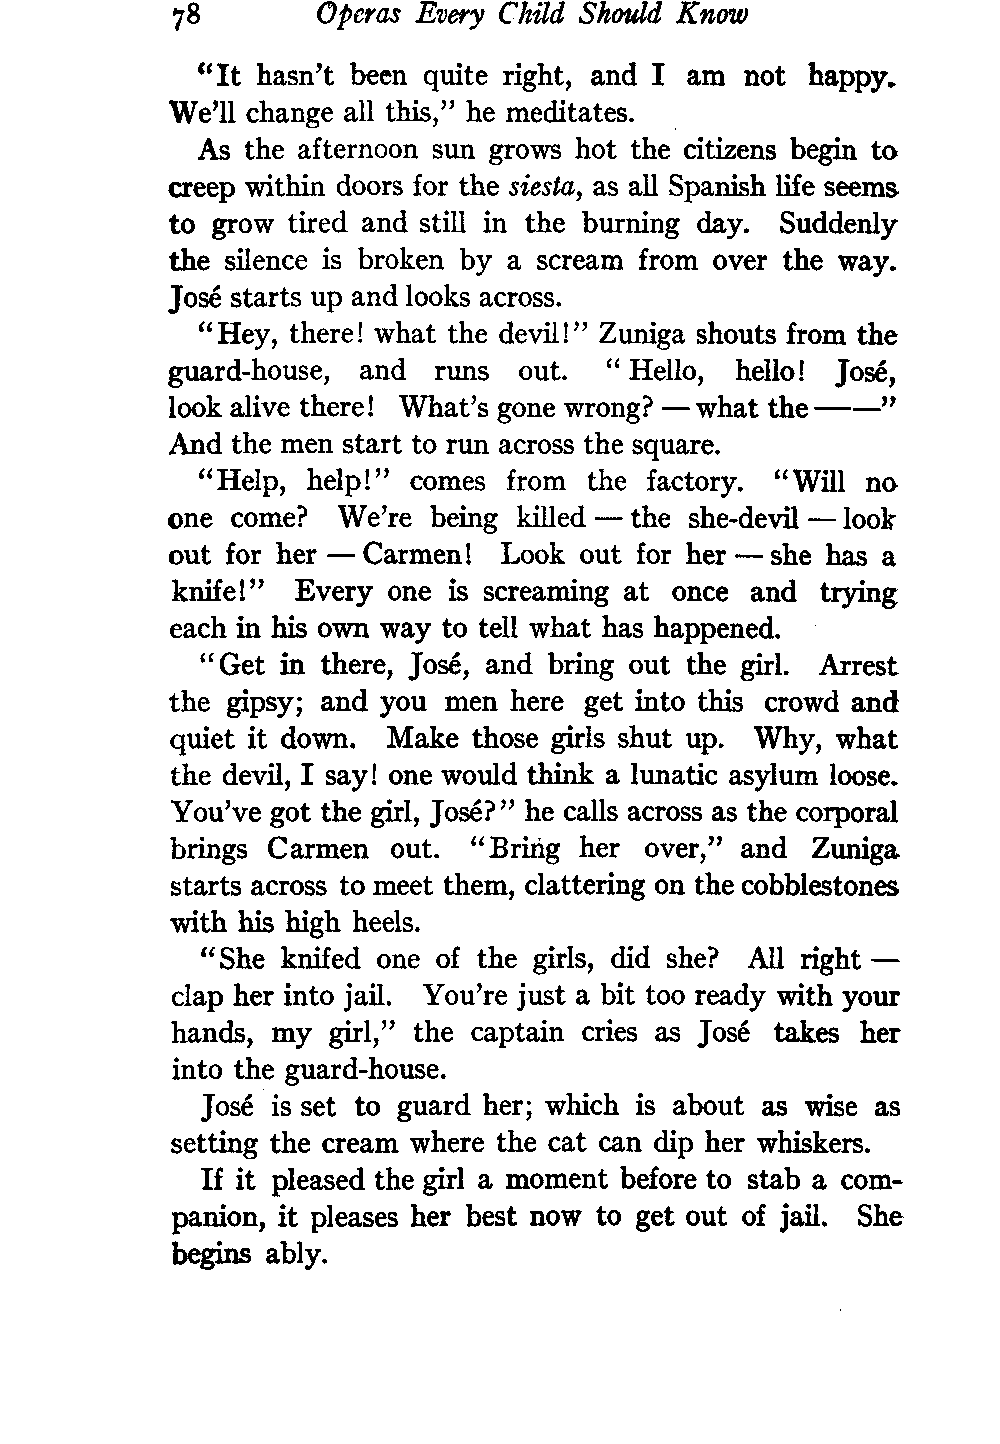 78 Operas Every Child Should Know
"It hasn't been quite right, and I am not happy.
We'll change all this," he meditates.
As the afternoon sun grows hot the citizens begin to
creep within doors for the siesta, as all Spanish life seems
to grow tired and still in the burning day. Suddenly
the silence is broken by a scream from over the way.
José starts up and looks across.
"Hey, there! what the devil!" Zuniga shouts from the
guard-house, and runs out. "Hello, hello! José,
look alive there! What's gone wrong? — what the ——"
And the men start to run across the square.
"Help, help!" comes from the factory. "Will no
one come? We're being killed — the she-devil — look
out for her — Carmen! Look out for her — she has a
knife!" Every one is screaming at once and trying
each in his own way to tell what has happened.
"Get in there, José, and bring out the girl. Arrest
the gipsy; and you men here get into this crowd and
quiet it down. Make those girls shut up. Why, what
the devil, I say! one would think a lunatic asylum loose.
You've got the girl, José?" he calls across as the corporal
brings Carmen out. "Bring her over," and Zuniga
starts across to meet them, clattering on the cobblestones
with his high heels.
"She knifed one of the girls, did she? All right —
clap her into jail. You're just a bit too ready with your
hands, my girl," the captain cries as José takes her
into the guard-house.
José is set to guard her; which is about as wise as
setting the cream where the cat can dip her whiskers.
If it pleased the girl a moment before to stab a com-
panion, it pleases her best now to get out of jail. She
begins ably.